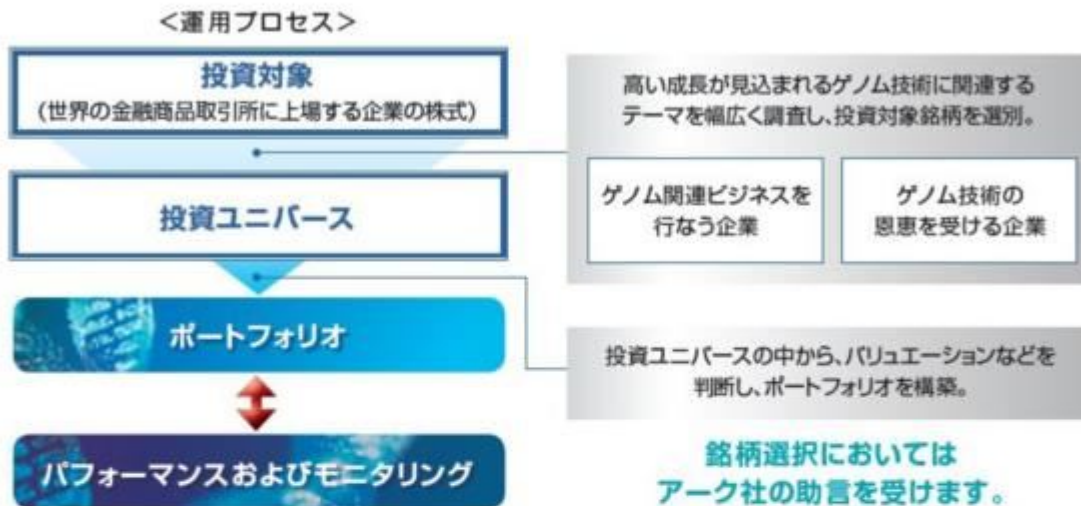 ＜運用プロセス＞
投資対象
(世界の金融商品取引所に上場する企業の株式)
投資ユニバース
ポートフォリオ
パフォーマンスおよびモニタリング
高い成長が見込まれるゲノム技術に関連する
テーマを幅広く調査し、投資対象銘柄を選別。
ゲノム関連ビジネスを
行なう企業
ゲノム技術の
恩恵を受ける企業
投資ユニバースの中から、バリュエーションなどを
判断し、ポートフォリオを構築。
銘柄選択においては
アーク社の助言を受けます。